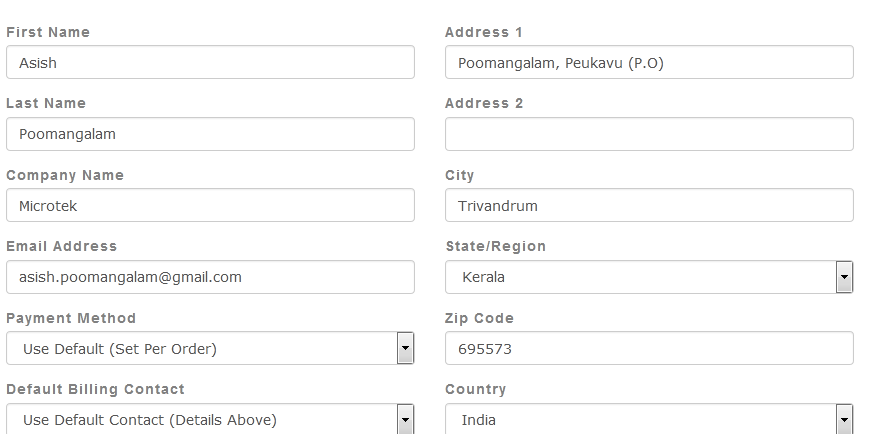 First Name
Asish
Last Name
Poomangalam
Company Name
Microtek
Email Address
asish.poomangalam@gmail.com
Payment Method
Use Default (Set Per Order)
Default Billing Contact
Use Default Contact (Details Above)
Address 1
Poomangalam, Peukavu (P.O)
Address 2
City
Trivandrum
State/Region
Kerala
Zip Code
695573
Country
India